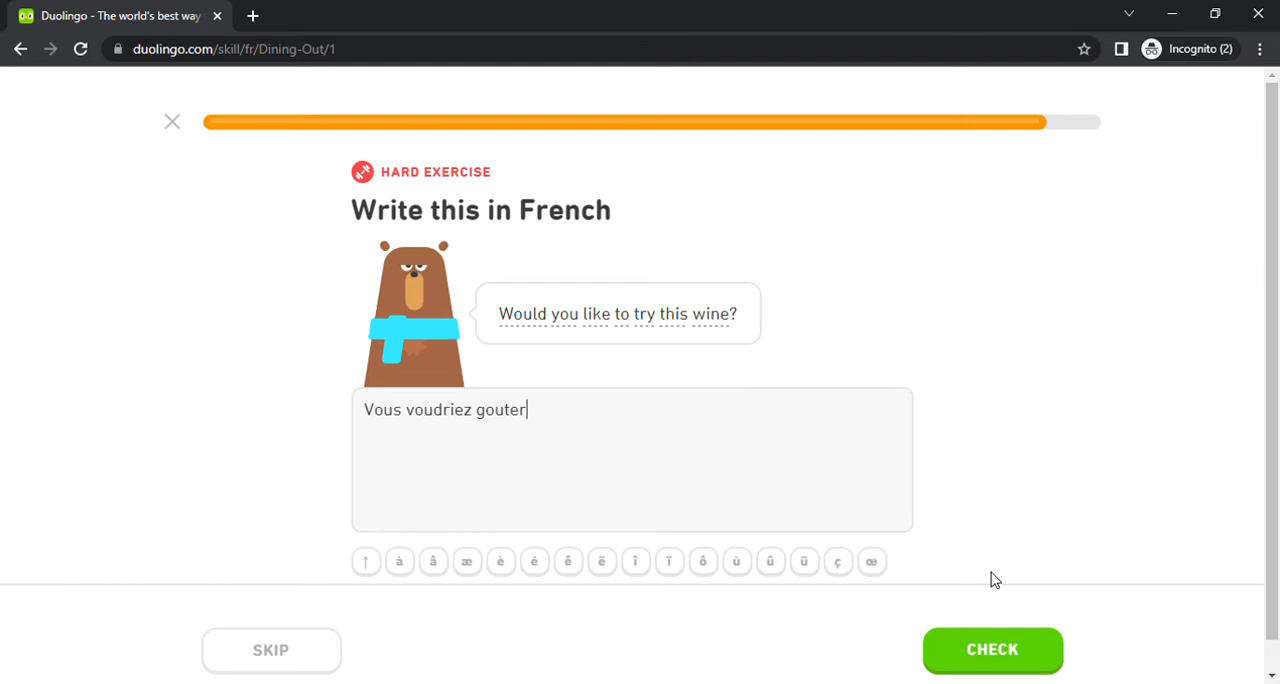 Duolingo - The world's best way
duolingo.com/skill/fr/Dining-Out/1
Incognito (2)
HARD EXERCISE
Write this in French
Would you like to try this wine?
Vous voudriez gouter
↑ à â æ è é ê ë î ï ô ù û ü ç œ
SKIP
CHECK